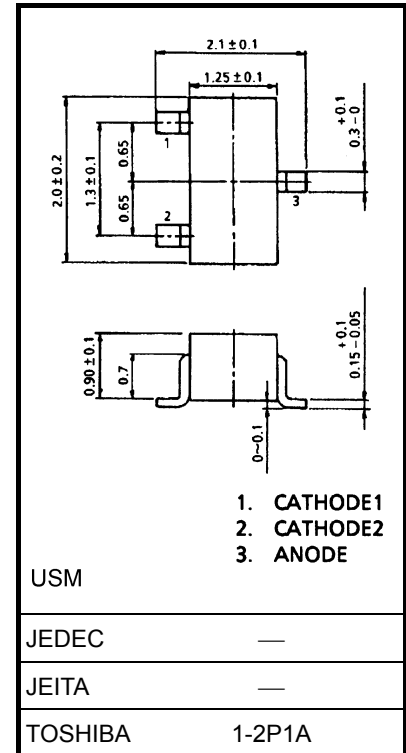 2.1±0.1
1.25±0.1
+0.1
0.3-0
2.0±0.2
1.3±0.1
0.65
0.65
1
2
3
0.90±0.1
0.7
+0.1
0.15-0.05
0~0.1
1. CATHODE1
2. CATHODE2
3. ANODE
USM
JEDEC —
JEITA —
TOSHIBA 1-2P1A